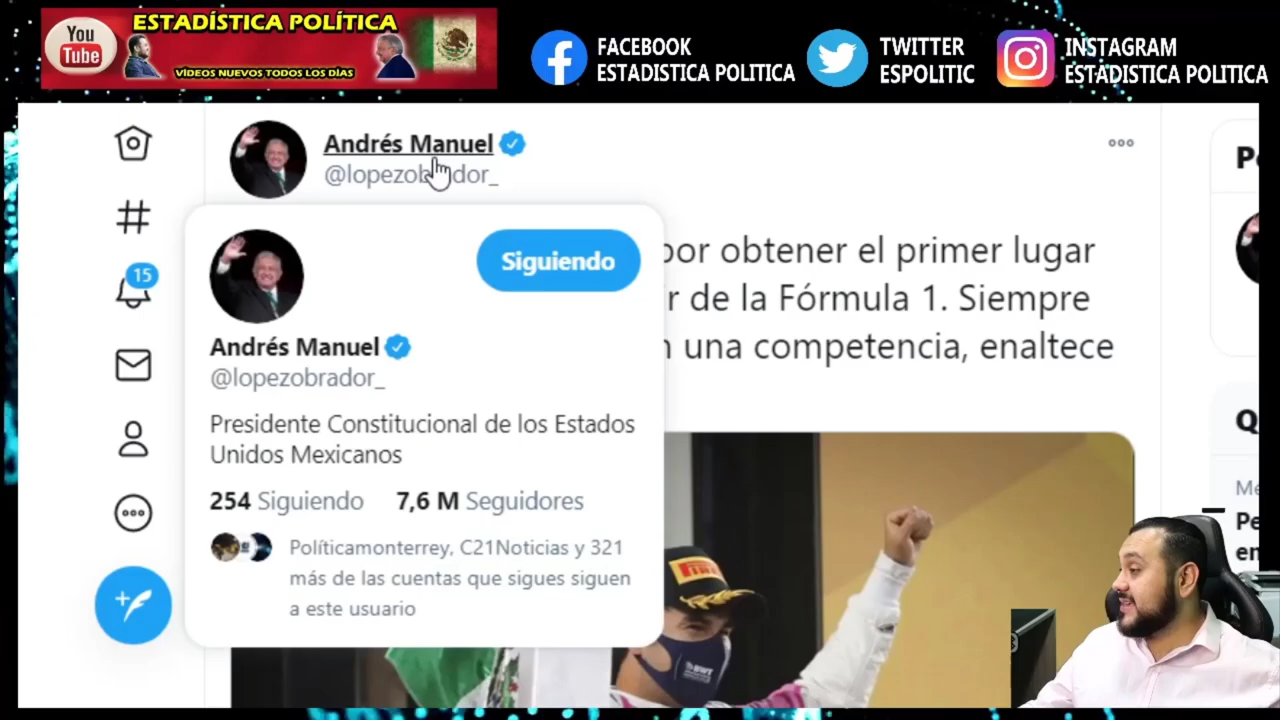 You
Tube
ESTADÍSTICA POLÍTICA
VÍDEOS NUEVOS TODOS LOS DÍAS
FACEBOOK
ESTADISTICA POLITICA
TWITTER
ESPOLITIC
INSTAGRAM
ESTADISTICA POLITICA
Andrés Manuel
@lopezobrador_
15
Siguiendo
Andrés Manuel
@lopezobrador_
Presidente Constitucional de los Estados
Unidos Mexicanos
254 Siguiendo 7,6 M Seguidores
Políticamonterrey, C21Noticias y 321
más de las cuentas que sigues siguen
a este usuario
por obtener el primer lugar
r de la Fórmula 1. Siempre
n una competencia, enaltece
PIRELLI
BWT